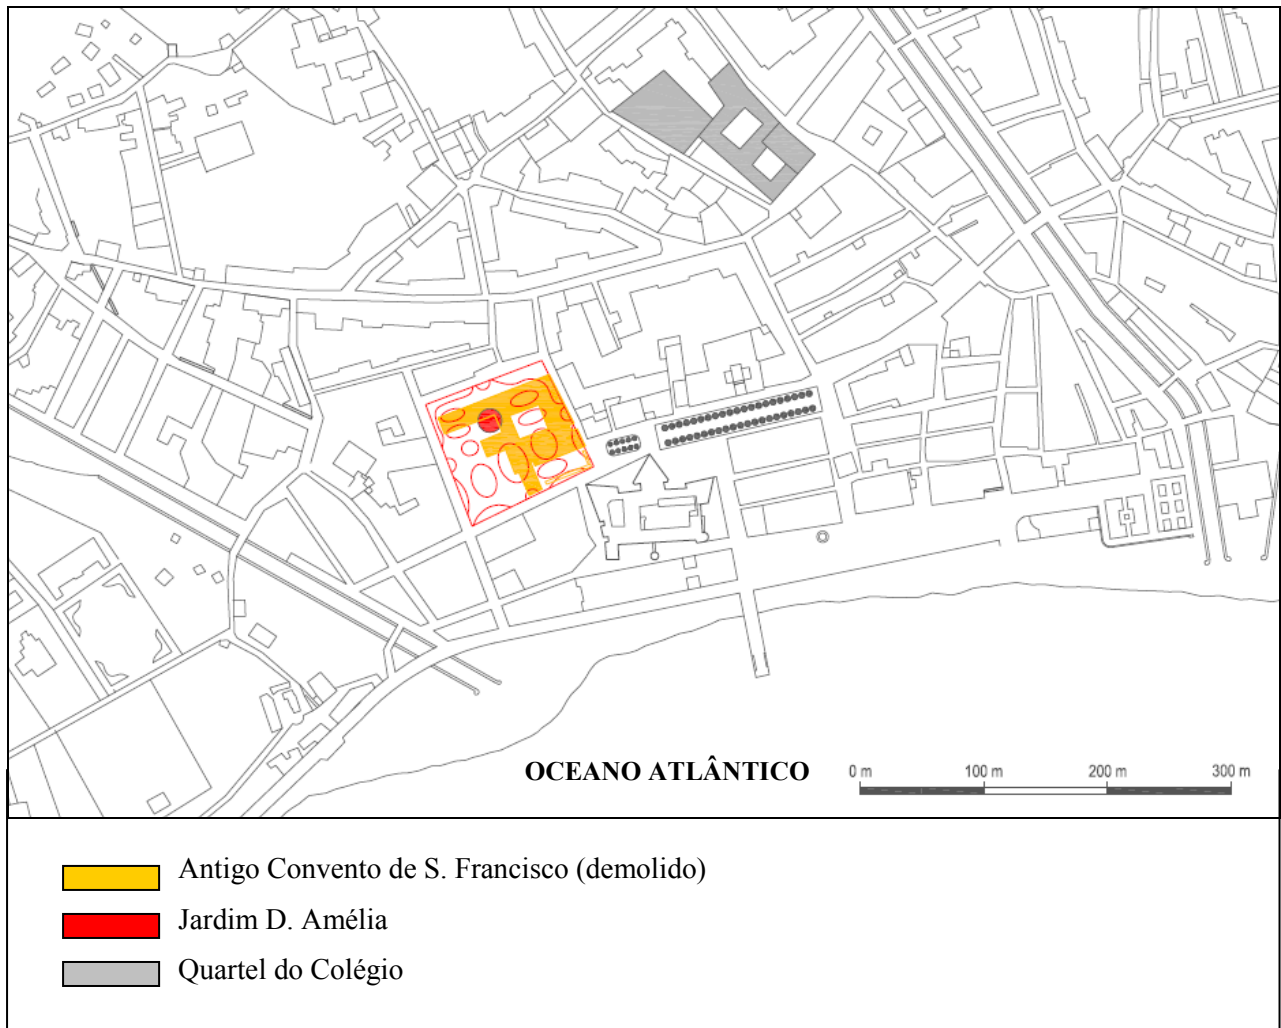 OCEANO ATLÂNTICO
0 m 100 m 200 m 300 m
Antigo Convento de S. Francisco (demolido)
Jardim D. Amélia
Quartel do Colégio